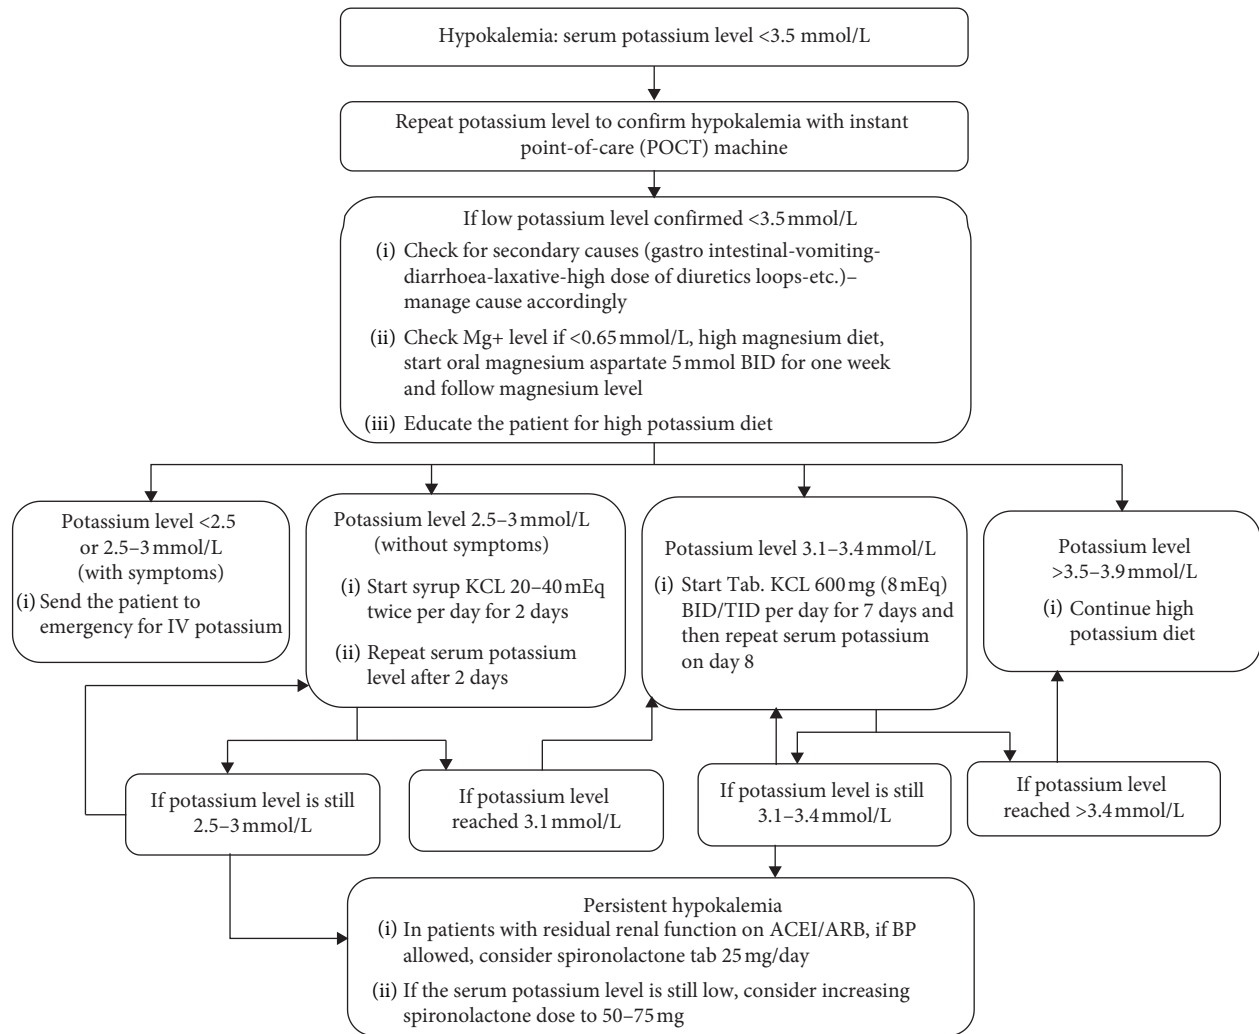 Hypokalemia: serum potassium level <3.5 mmol/L
Repeat potassium level to confirm hypokalemia with instant
point-of-care (POCT) machine
If low potassium level confirmed <3.5 mmol/L
(i) Check for secondary causes (gastro intestinal-vomiting-
diarrhoea-laxative-high dose of diuretics loops-etc.)–
manage cause accordingly
(ii) Check Mg+ level if <0.65 mmol/L, high magnesium diet,
start oral magnesium aspartate 5 mmol BID for one week
and follow magnesium level
(iii) Educate the patient for high potassium diet
Potassium level <2.5
or 2.5–3 mmol/L
(with symptoms)
(i) Send the patient to
emergency for IV potassium
Potassium level 2.5–3 mmol/L
(without symptoms)
(i) Start syrup KCL 20–40 mEq
twice per day for 2 days
(ii) Repeat serum potassium
level after 2 days
Potassium level 3.1–3.4 mmol/L
(i) Start Tab. KCL 600 mg (8 mEq)
BID/TID per day for 7 days and
then repeat serum potassium
on day 8
Potassium level
>3.5–3.9 mmol/L
(i) Continue high
potassium diet
If potassium level is still
2.5–3 mmol/L
If potassium level
reached 3.1 mmol/L
If potassium level is still
3.1–3.4 mmol/L
If potassium level
reached >3.4 mmol/L
Persistent hypokalemia
(i) In patients with residual renal function on ACEI/ARB, if BP
allowed, consider spironolactone tab 25 mg/day
(ii) If the serum potassium level is still low, consider increasing
spironolactone dose to 50–75 mg